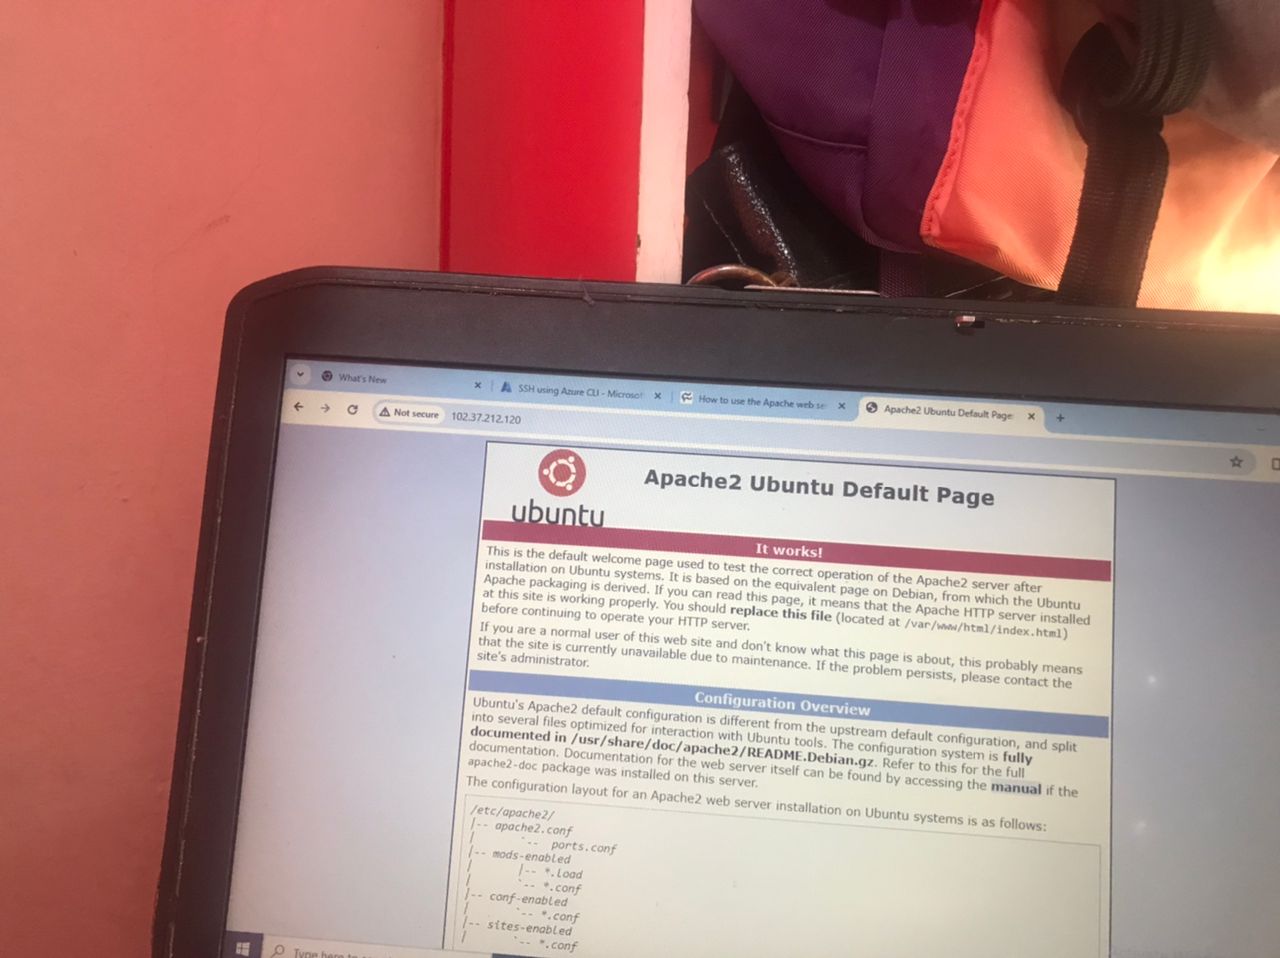 What's New
SSH using Azure CLI - Microsof
How to use the Apache web se
Apache2 Ubuntu Default Page
Not secure
102.37.212.120
ubuntu
Apache2 Ubuntu Default Page
It works!
This is the default welcome page used to test the correct operation of the Apache2 server after
installation on Ubuntu systems. It is based on the equivalent page on Debian, from which the Ubuntu
Apache packaging is derived. If you can read this page, it means that the Apache HTTP server installed
at this site is working properly. You should replace this file (located at /var/www/html/index.html)
before continuing to operate your HTTP server.
If you are a normal user of this web site and don't know what this page is about, this probably means
that the site is currently unavailable due to maintenance. If the problem persists, please contact the
site's administrator.
Configuration Overview
Ubuntu's Apache2 default configuration is different from the upstream default configuration, and split
into several files optimized for interaction with Ubuntu tools. The configuration system is fully
documented in /usr/share/doc/apache2/README.Debian.gz. Refer to this for the full
documentation. Documentation for the web server itself can be found by accessing the manual if the
apache2-doc package was installed on this server.
The configuration layout for an Apache2 web server installation on Ubuntu systems is as follows:
/etc/apache2/
|-- apache2.conf
|       `--  ports.conf
|-- mods-enabled
|       |-- *.load
|       `-- *.conf
|-- conf-enabled
|       `-- *.conf
|-- sites-enabled
|       `-- *.conf
Type here to